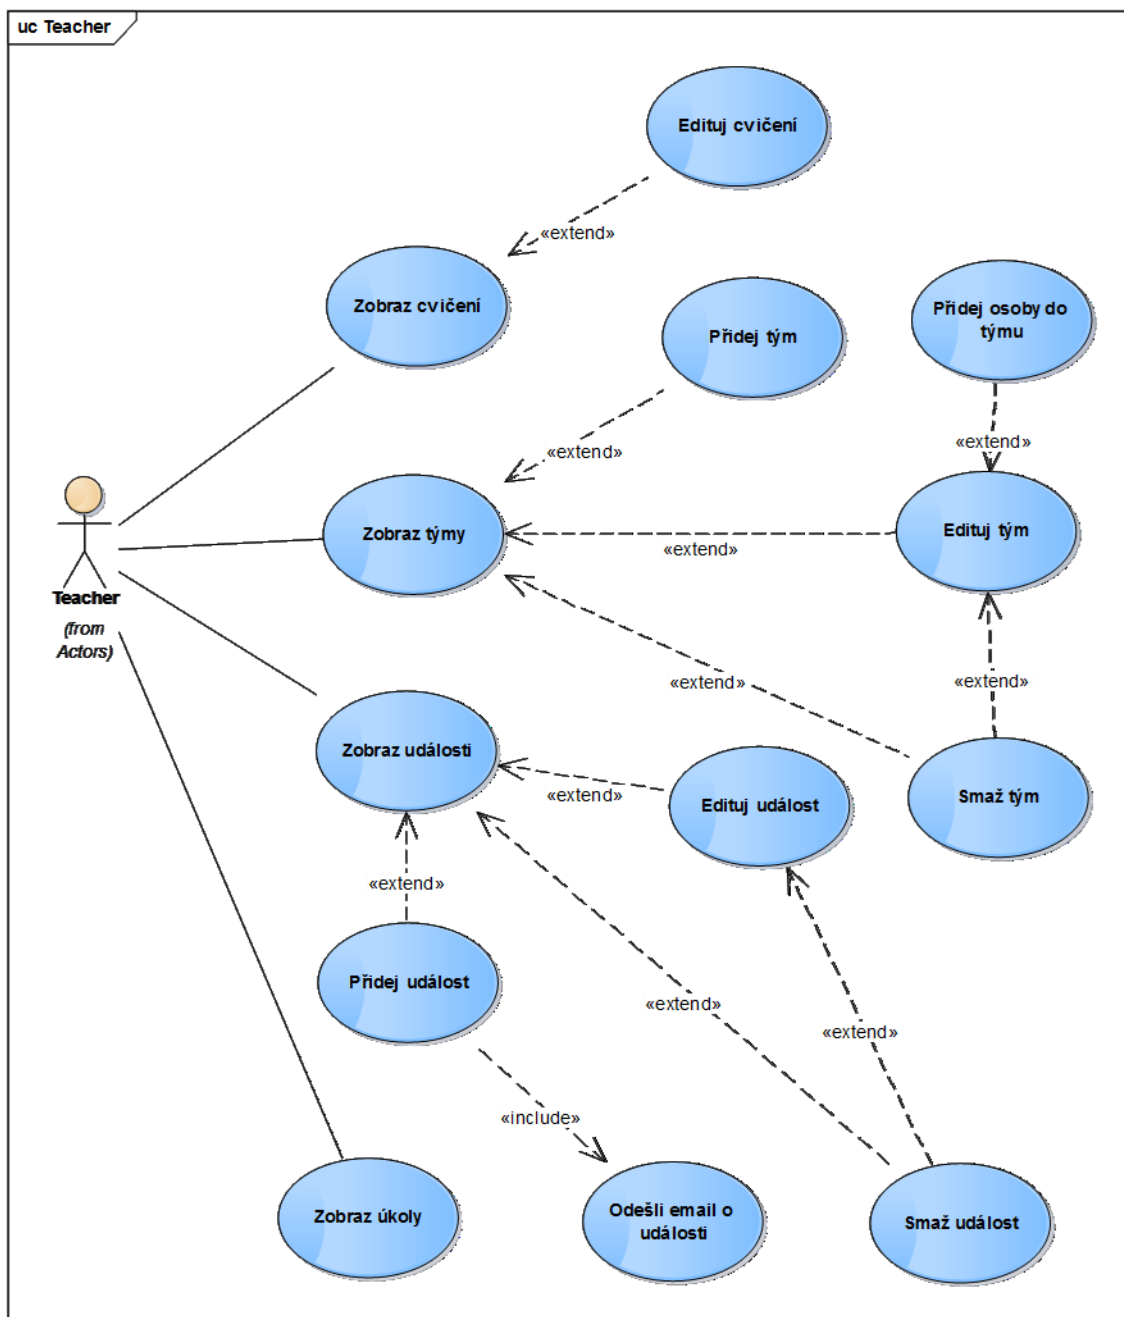 uc Teacher
Edituj cvičení
«extend»
Zobraz cvičení
Přidej tým
Přidej osoby do
týmu
«extend»
«extend»
Zobraz týmy
Edituj tým
«extend»
Teacher
(from
Actors)
«extend»
«extend»
Zobraz události
Edituj událost
Smaž tým
«extend»
«extend»
Přidej událost
«extend»
«extend»
«include»
Zobraz úkoly
Odešli email o
události
Smaž událost